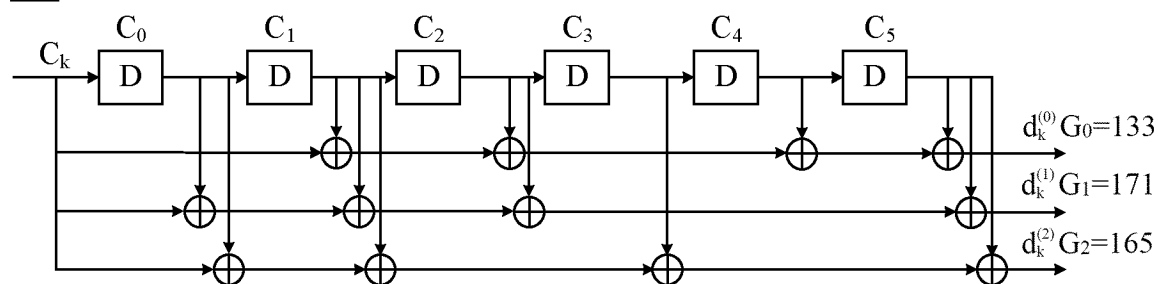 C₀ C₁ C₂ C₃ C₄ C₅
Cₖ
D D D D D D
dₖ⁽⁰⁾ G₀=133
dₖ⁽¹⁾ G₁=171
dₖ⁽²⁾ G₂=165